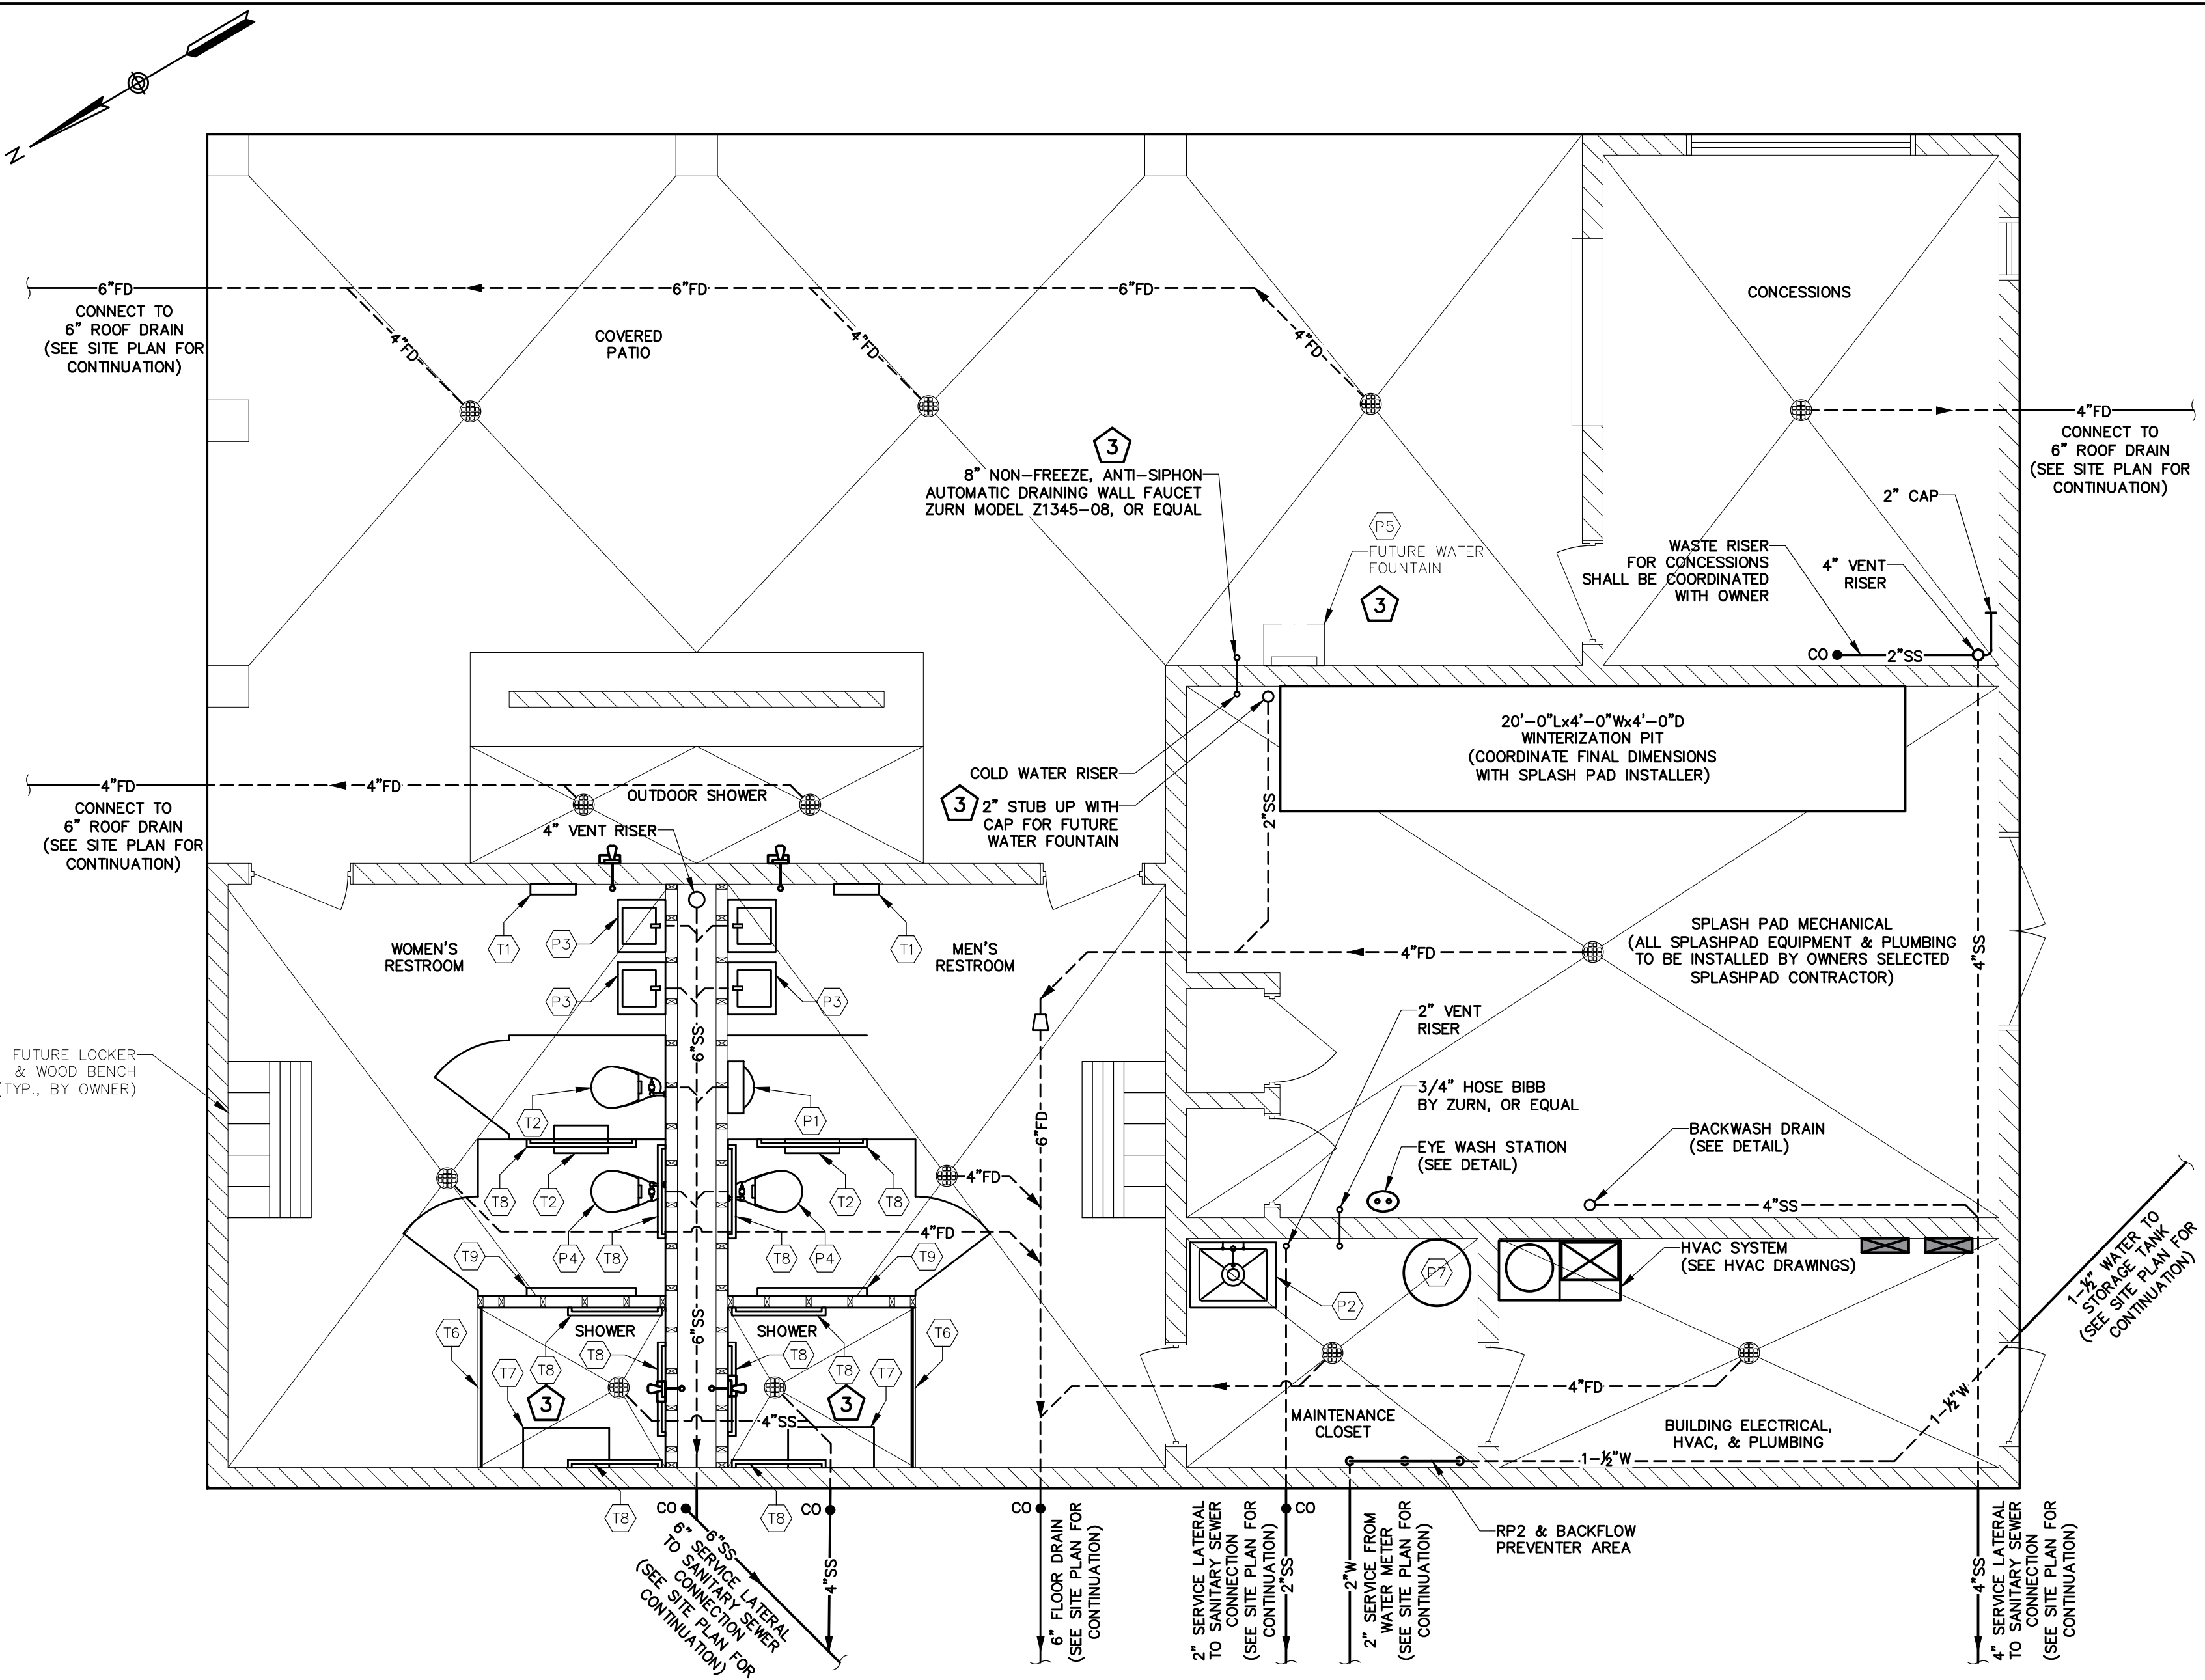 N
6"FD
6"FD
6"FD
CONNECT TO
6" ROOF DRAIN
(SEE SITE PLAN FOR
CONTINUATION)
4"FD
4"FD
4"FD
COVERED
PATIO
CONCESSIONS
4"FD
CONNECT TO
6" ROOF DRAIN
(SEE SITE PLAN FOR
CONTINUATION)
3
8" NON-FREEZE, ANTI-SIPHON
AUTOMATIC DRAINING WALL FAUCET
ZURN MODEL Z1345-08, OR EQUAL
P5
FUTURE WATER
FOUNTAIN
3
2" CAP
WASTE RISER
FOR CONCESSIONS
SHALL BE COORDINATED
WITH OWNER
4" VENT
RISER
CO
2"SS
20'-0"Lx4'-0"Wx4'-0"D
WINTERIZATION PIT
(COORDINATE FINAL DIMENSIONS
WITH SPLASH PAD INSTALLER)
COLD WATER RISER
3
2" STUB UP WITH
CAP FOR FUTURE
WATER FOUNTAIN
2"SS
4"FD
4"FD
CONNECT TO
6" ROOF DRAIN
(SEE SITE PLAN FOR
CONTINUATION)
OUTDOOR SHOWER
4" VENT RISER
WOMEN'S
RESTROOM
T1
P3
T1
MEN'S
RESTROOM
P3
P3
4"FD
SPLASH PAD MECHANICAL
(ALL SPLASHPAD EQUIPMENT & PLUMBING
TO BE INSTALLED BY OWNERS SELECTED
SPLASHPAD CONTRACTOR)
4"SS
2" VENT
RISER
FUTURE LOCKER
& WOOD BENCH
(TYP., BY OWNER)
6"SS
T2
P1
3/4" HOSE BIBB
BY ZURN, OR EQUAL
6"FD
EYE WASH STATION
(SEE DETAIL)
BACKWASH DRAIN
(SEE DETAIL)
T8
T2
T2
T8
4"FD
4"SS
4"FD
T9
P4
T8
T8
P4
T9
HVAC SYSTEM
(SEE HVAC DRAWINGS)
P7
P2
1-½" WATER TO
STORAGE TANK
(SEE SITE PLAN FOR
CONTINUATION)
6"SS
T6
SHOWER
SHOWER
T6
T8
T8
T7
T8
T8
T7
3
3
4"SS
4"FD
1-½"W
MAINTENANCE
CLOSET
BUILDING ELECTRICAL,
HVAC, & PLUMBING
1-½"W
T8
T8
CO
CO
CO
CO
6"SS
6" SERVICE LATERAL
TO SANITARY SEWER
CONNECTION
(SEE SITE PLAN FOR
CONTINUATION)
4"SS
6" FLOOR DRAIN
(SEE SITE PLAN FOR
CONTINUATION)
2" SERVICE LATERAL
TO SANITARY SEWER
CONNECTION
(SEE SITE PLAN FOR
CONTINUATION)
2"SS
2"W
2" SERVICE FROM
WATER METER
(SEE SITE PLAN FOR
CONTINUATION)
RP2 & BACKFLOW
PREVENTER AREA
4"SS
4" SERVICE LATERAL
TO SANITARY SEWER
CONNECTION
(SEE SITE PLAN FOR
CONTINUATION)